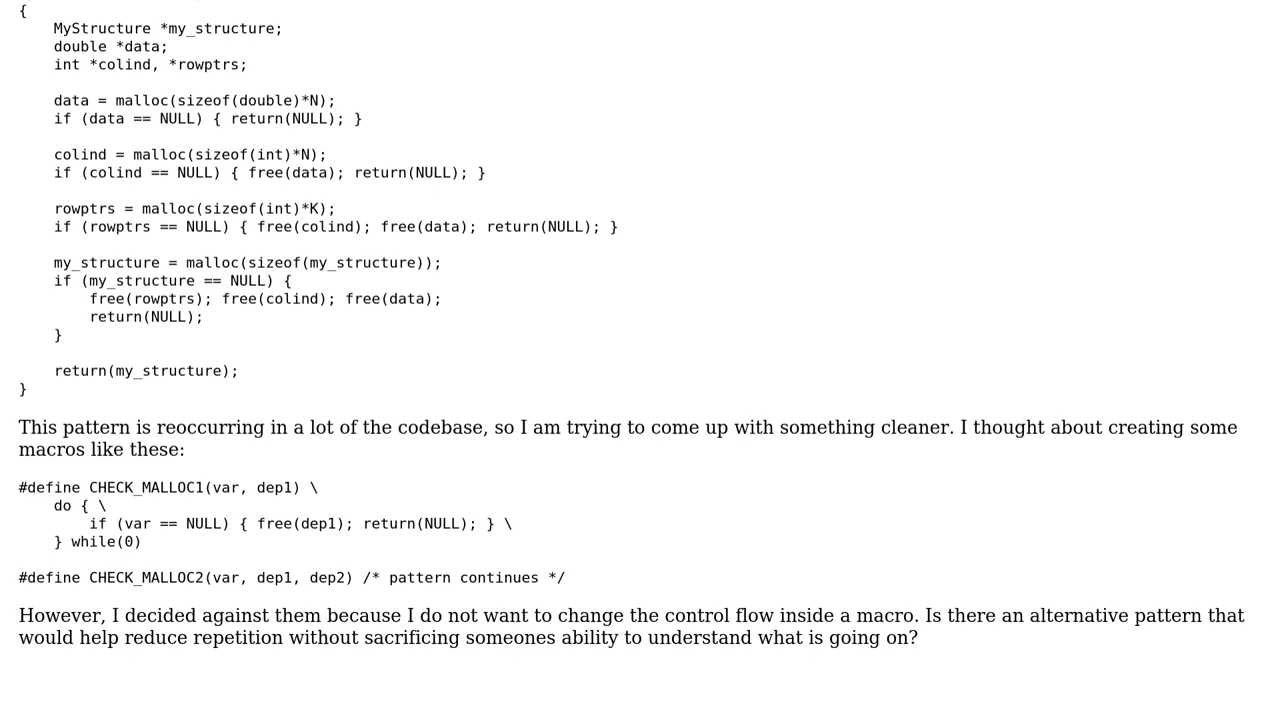 {
    MyStructure *my_structure;
    double *data;
    int *colind, *rowptrs;

    data = malloc(sizeof(double)*N);
    if (data == NULL) { return(NULL); }

    colind = malloc(sizeof(int)*N);
    if (colind == NULL) { free(data); return(NULL); }

    rowptrs = malloc(sizeof(int)*K);
    if (rowptrs == NULL) { free(colind); free(data); return(NULL); }

    my_structure = malloc(sizeof(my_structure));
    if (my_structure == NULL) {
        free(rowptrs); free(colind); free(data);
        return(NULL);
    }

    return(my_structure);
}
This pattern is reoccurring in a lot of the codebase, so I am trying to come up with something cleaner. I thought about creating some
macros like these:
#define CHECK_MALLOC1(var, dep1) \
    do { \
        if (var == NULL) { free(dep1); return(NULL); } \
    } while(0)

#define CHECK_MALLOC2(var, dep1, dep2) /* pattern continues */
However, I decided against them because I do not want to change the control flow inside a macro. Is there an alternative pattern that
would help reduce repetition without sacrificing someones ability to understand what is going on?